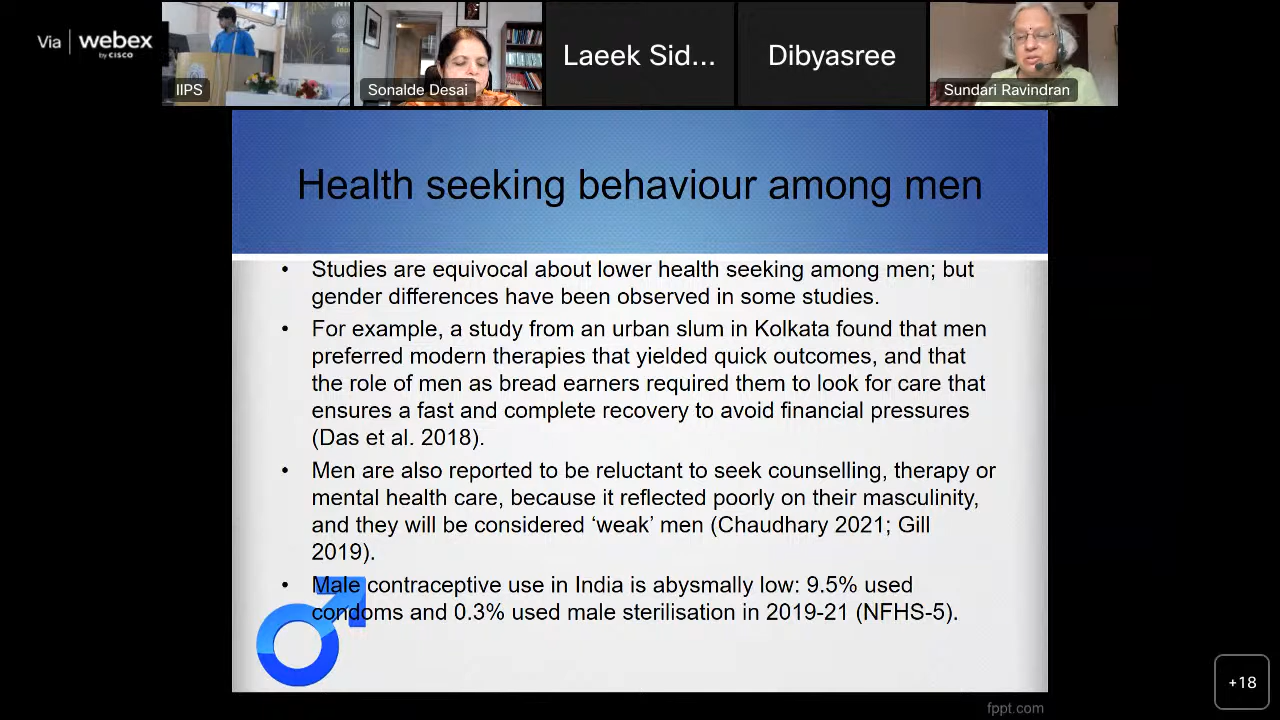 Via | webex
by CISCO
IIPS
Sonalde Desai
Laeek Sid...
Dibyasree
Sundari Ravindran
Health seeking behaviour among men
• Studies are equivocal about lower health seeking among men; but
gender differences have been observed in some studies.
• For example, a study from an urban slum in Kolkata found that men
preferred modern therapies that yielded quick outcomes, and that
the role of men as bread earners required them to look for care that
ensures a fast and complete recovery to avoid financial pressures
(Das et al. 2018).
• Men are also reported to be reluctant to seek counselling, therapy or
mental health care, because it reflected poorly on their masculinity,
and they will be considered ‘weak’ men (Chaudhary 2021; Gill
2019).
• Male contraceptive use in India is abysmally low: 9.5% used
condoms and 0.3% used male sterilisation in 2019-21 (NFHS-5).
+18
fppt.com